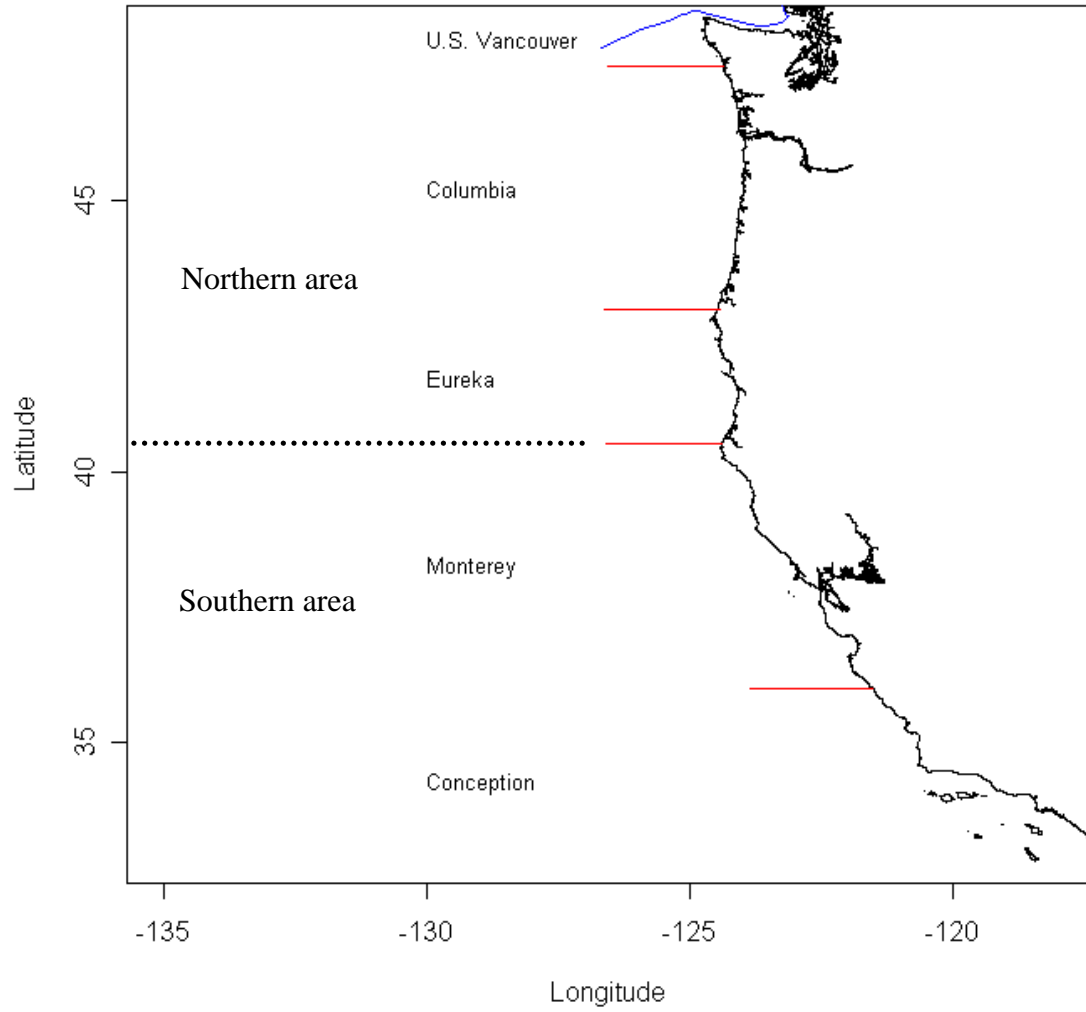 U.S. Vancouver
Columbia
45
Northern area
Eureka
Latitude
40
Monterey
Southern area
35
Conception
-135 -130 -125 -120
Longitude